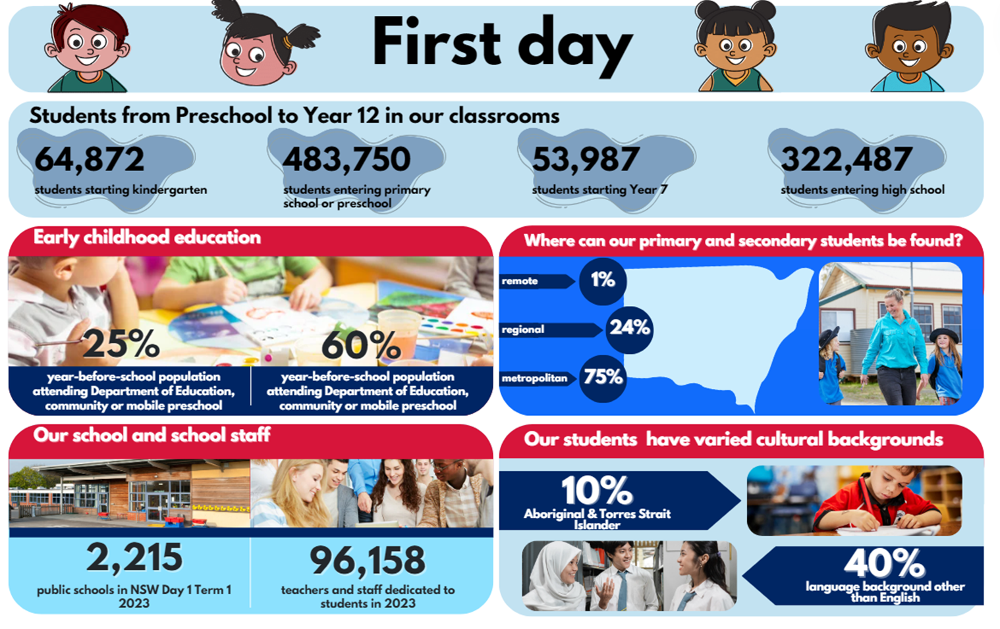 First day
Students from Preschool to Year 12 in our classrooms
64,872
students starting kindergarten
483,750
students entering primary
school or preschool
53,987
students starting Year 7
322,487
students entering high school
Early childhood education
25%
year-before-school population
attending Department of Education,
community or mobile preschool
60%
year-before-school population
attending Department of Education,
community or mobile preschool
Where can our primary and secondary students be found?
remote
1%
regional
24%
metropolitan
75%
Our school and school staff
2,215
public schools in NSW Day 1 Term 1
2023
96,158
teachers and staff dedicated to
students in 2023
Our students have varied cultural backgrounds
10%
Aboriginal & Torres Strait
Islander
40%
language background other
than English